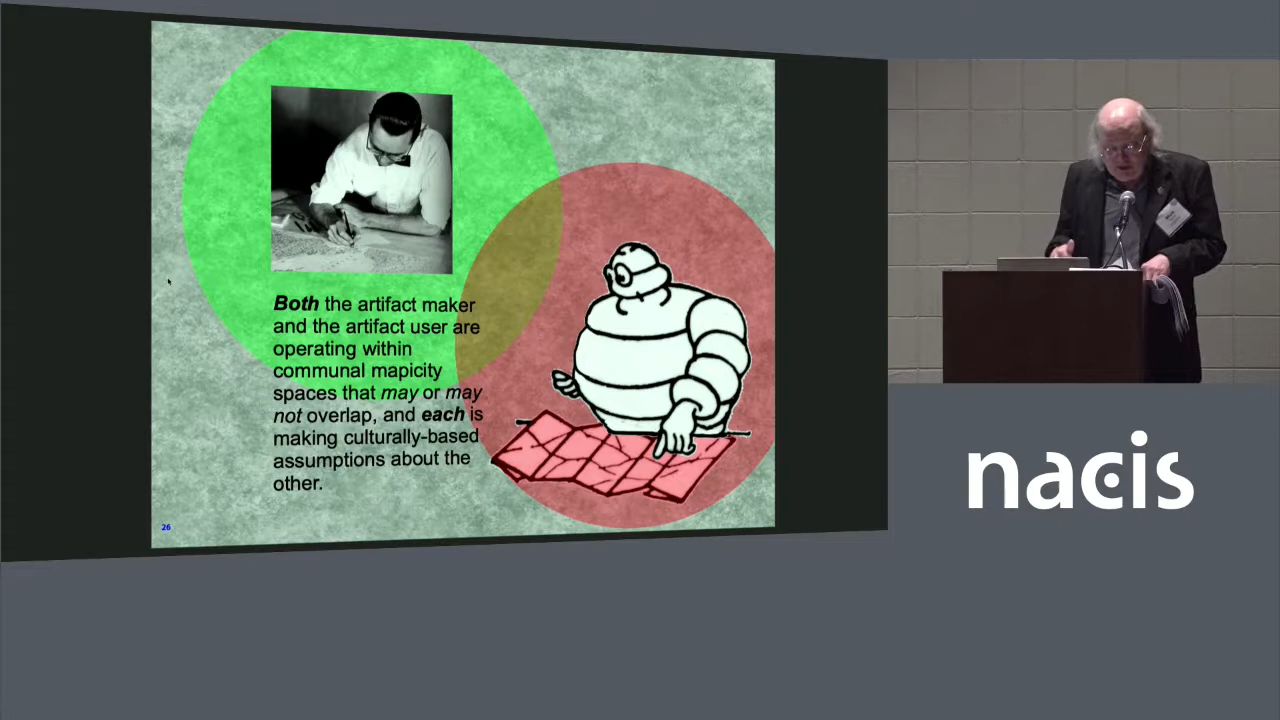 Both the artifact maker
and the artifact user are
operating within
communal mapicity
spaces that may or may
not overlap, and each is
making culturally-based
assumptions about the
other.
26
nacis